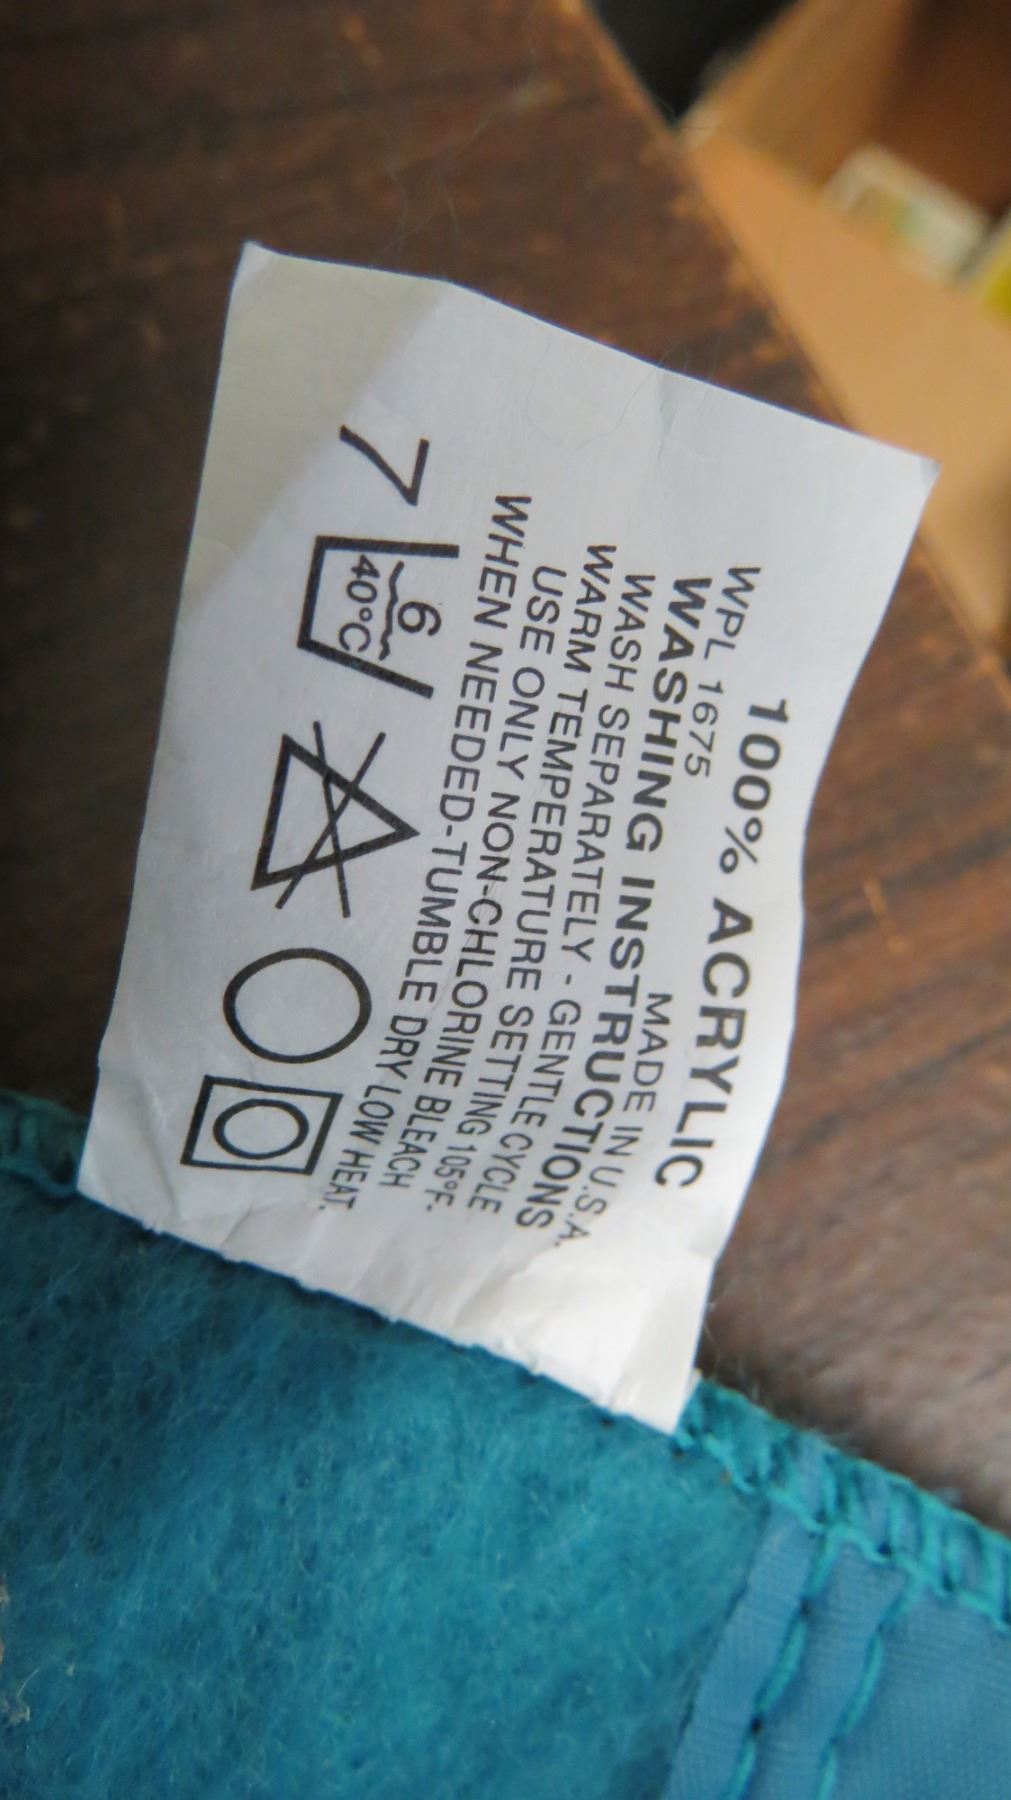 100% ACRYLIC
WPL 1675 MADE IN U.S.A.
WASHING INSTRUCTIONS
WASH SEPARATELY - GENTLE CYCLE
WARM TEMPERATURE SETTING 105°F.
USE ONLY NON-CHLORINE BLEACH
WHEN NEEDED-TUMBLE DRY LOW HEAT.
7 6
40°C